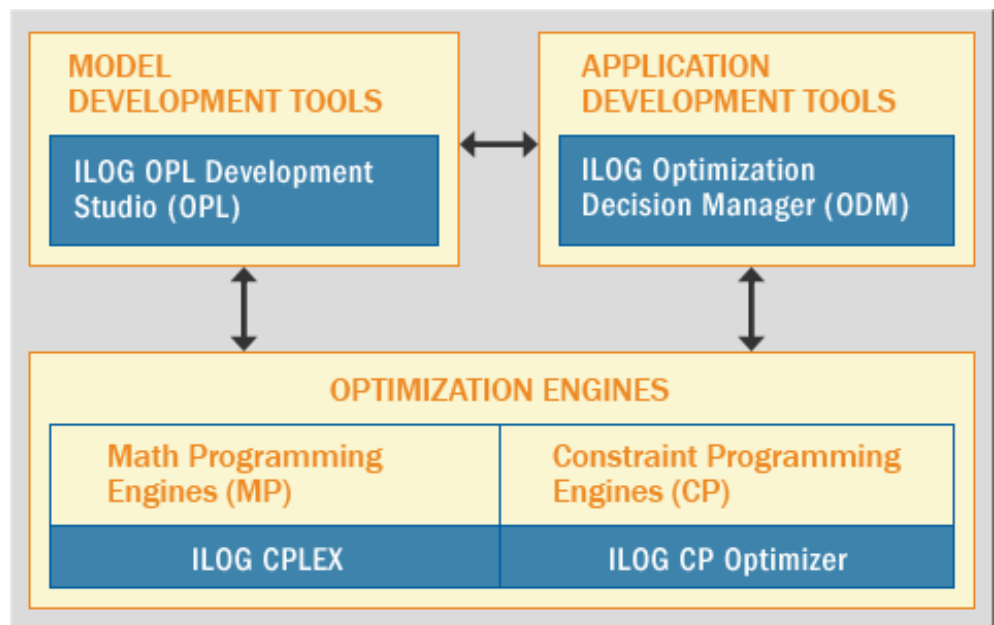 MODEL
DEVELOPMENT TOOLS
ILOG OPL Development
Studio (OPL)
APPLICATION
DEVELOPMENT TOOLS
ILOG Optimization
Decision Manager (ODM)
OPTIMIZATION ENGINES
Math Programming
Engines (MP)
Constraint Programming
Engines (CP)
ILOG CPLEX
ILOG CP Optimizer